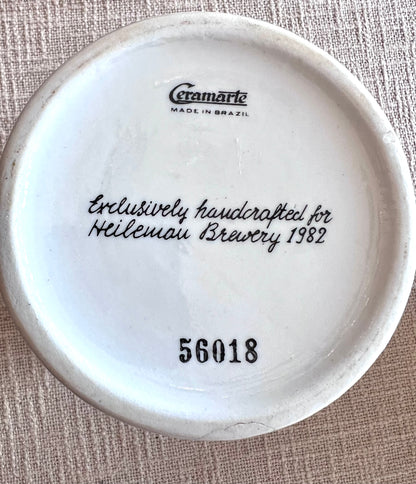 Ceramarte
MADE IN BRAZIL
Exclusively handcrafted for
Heileman Brewery 1982
56018